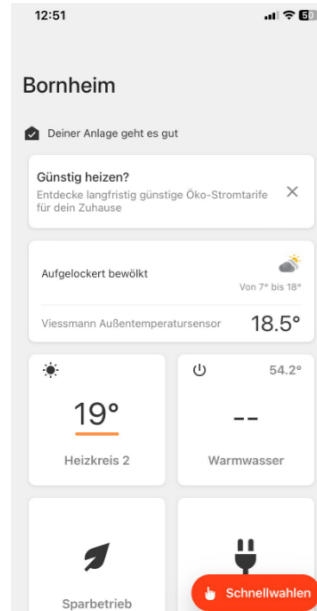 12:51
Bornheim
Deiner Anlage geht es gut
Günstig heizen?
Entdecke langfristig günstige Öko-Stromtarife
für dein Zuhause
Aufgelockert bewölkt
Von 7° bis 18°
Viessmann Außentemperatursensor 18.5°
54.2°
19° --
Heizkreis 2 Warmwasser
Sparbetrieb
Schnellwahlen